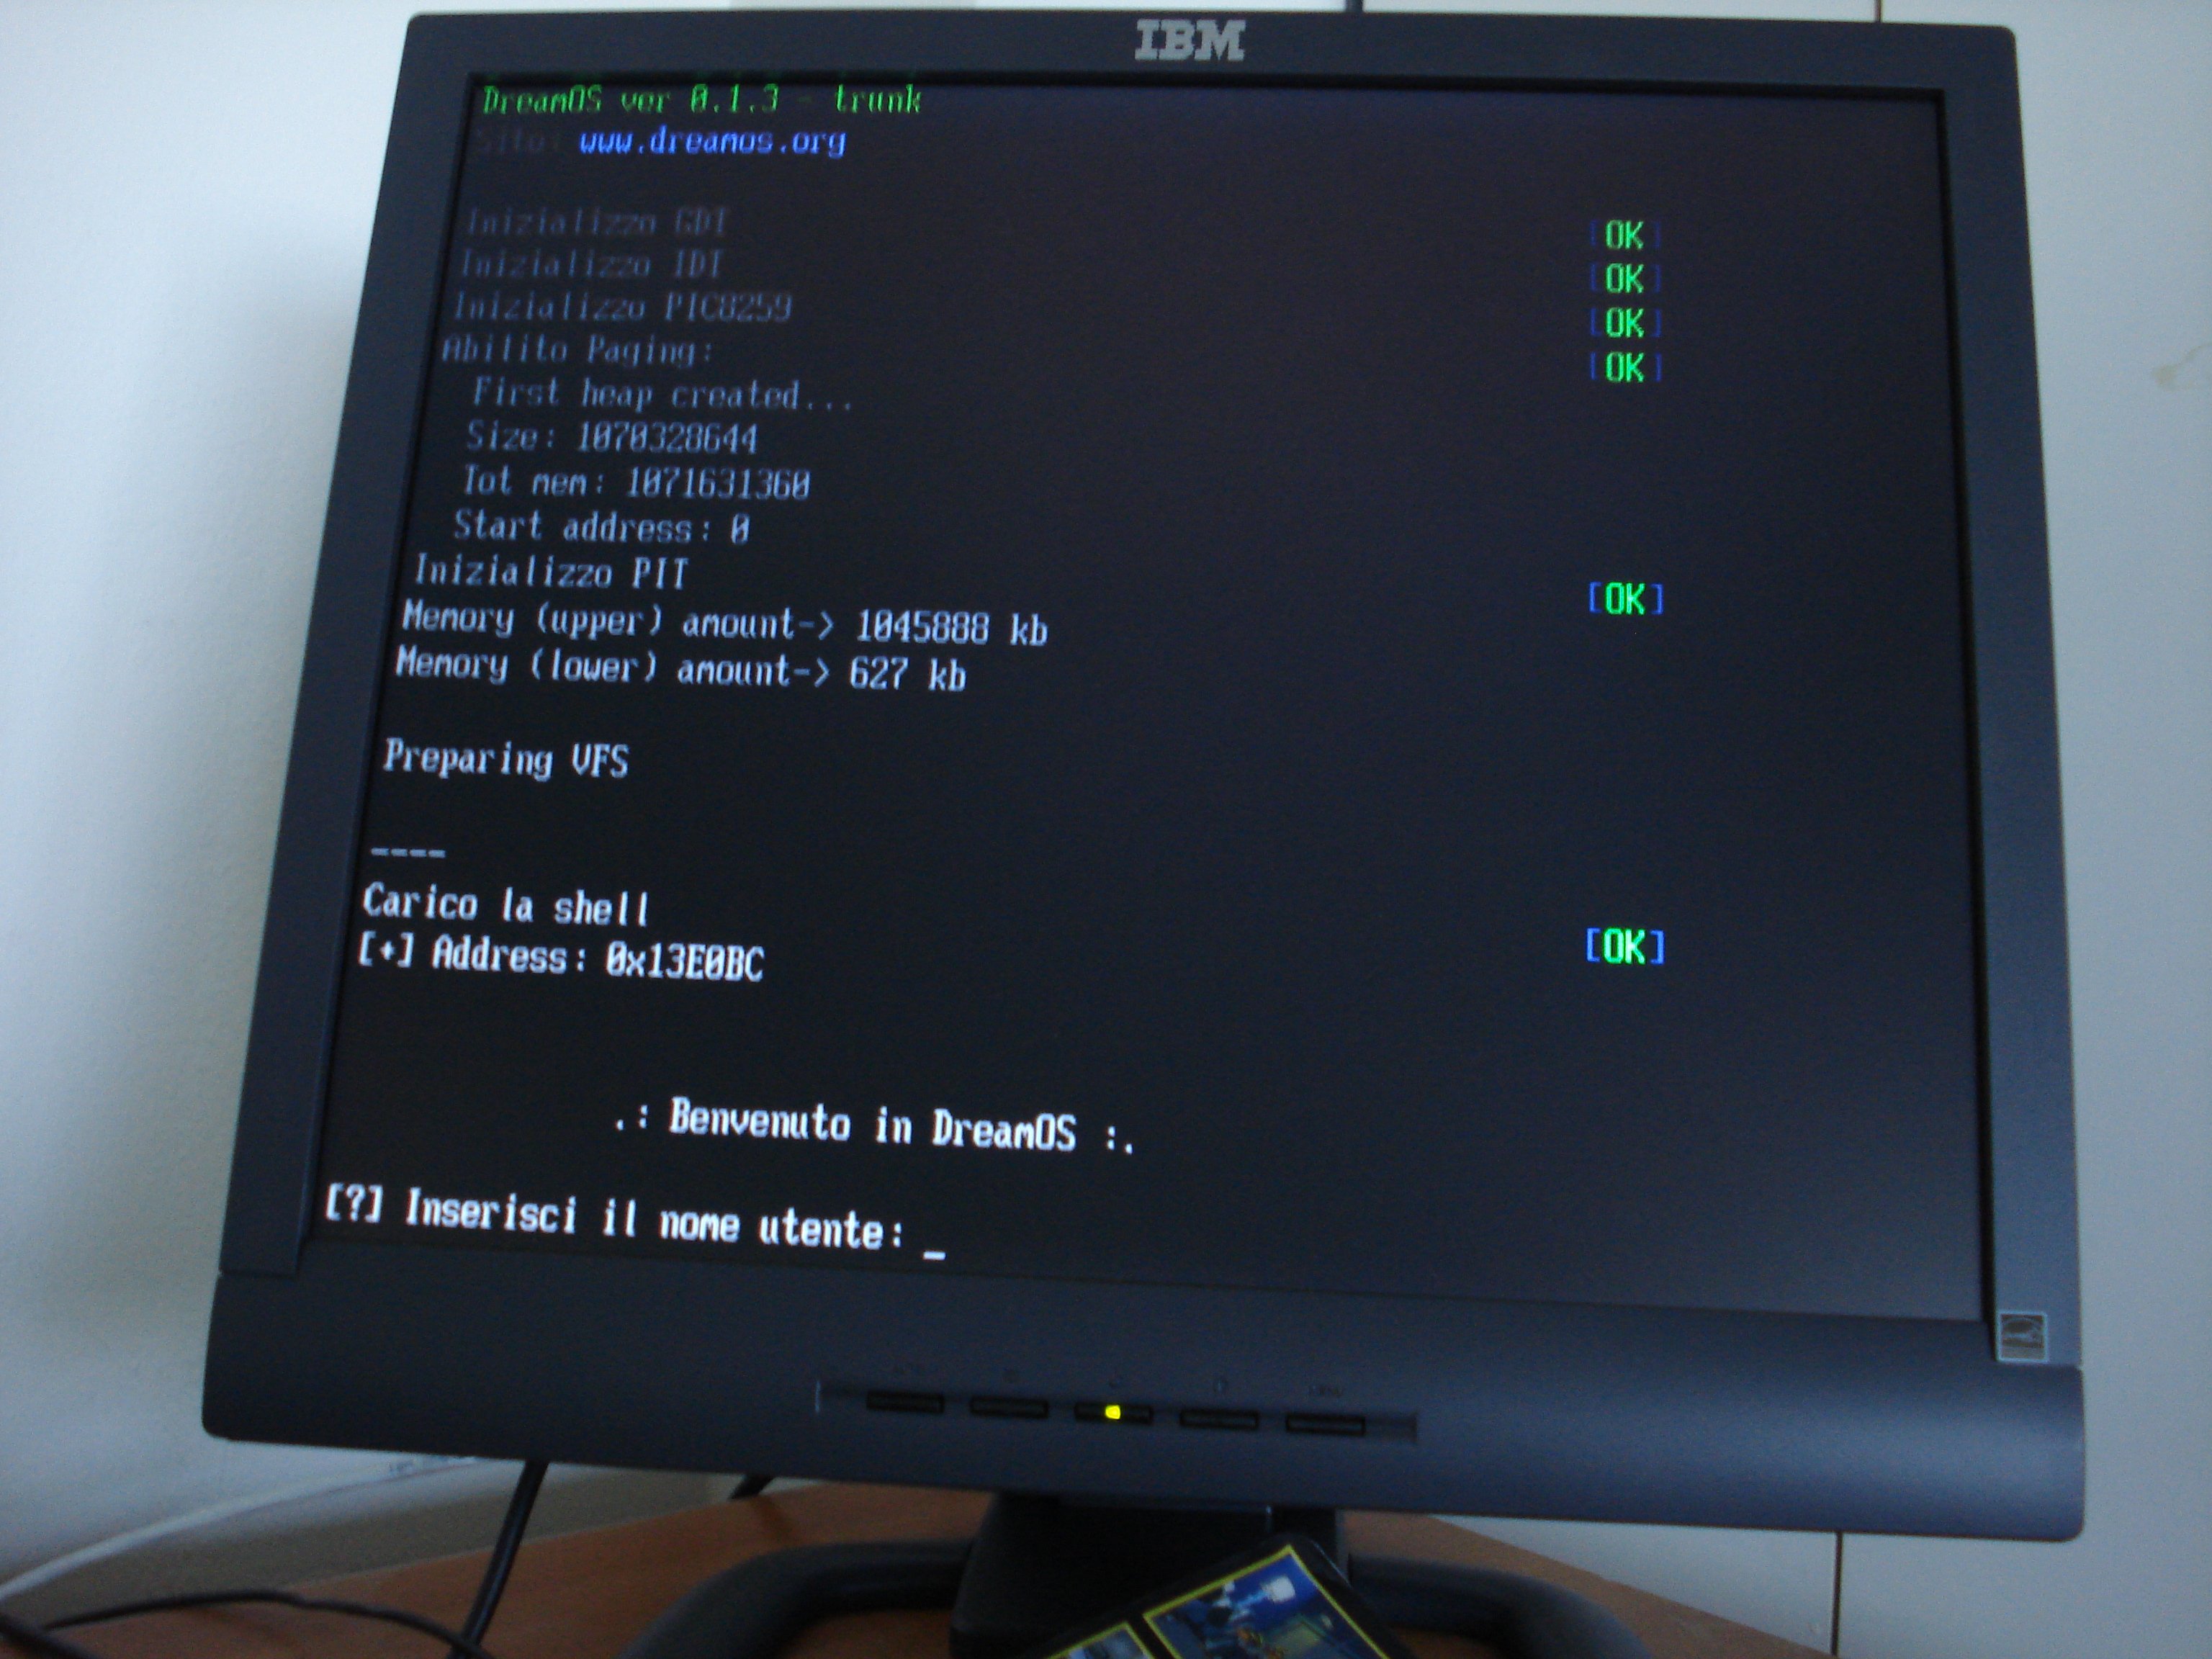 IBM
DreamOS ver 0.1.3 - trunk
Sito: www.dreamos.org
Inizializzo GDT [OK]
Inizializzo IDT [OK]
Inizializzo PIC8259 [OK]
Abilito Paging: [OK]
First heap created...
Size: 1070328644
Tot mem: 1071631360
Start address: 0
Inizializzo PIT [OK]
Memory (upper) amount-> 1045888 kb
Memory (lower) amount-> 627 kb
Preparing VFS
----
Carico la shell [OK]
[+] Address: 0x13E0BC
.: Benvenuto in DreamOS :.
[?] Inserisci il nome utente: _